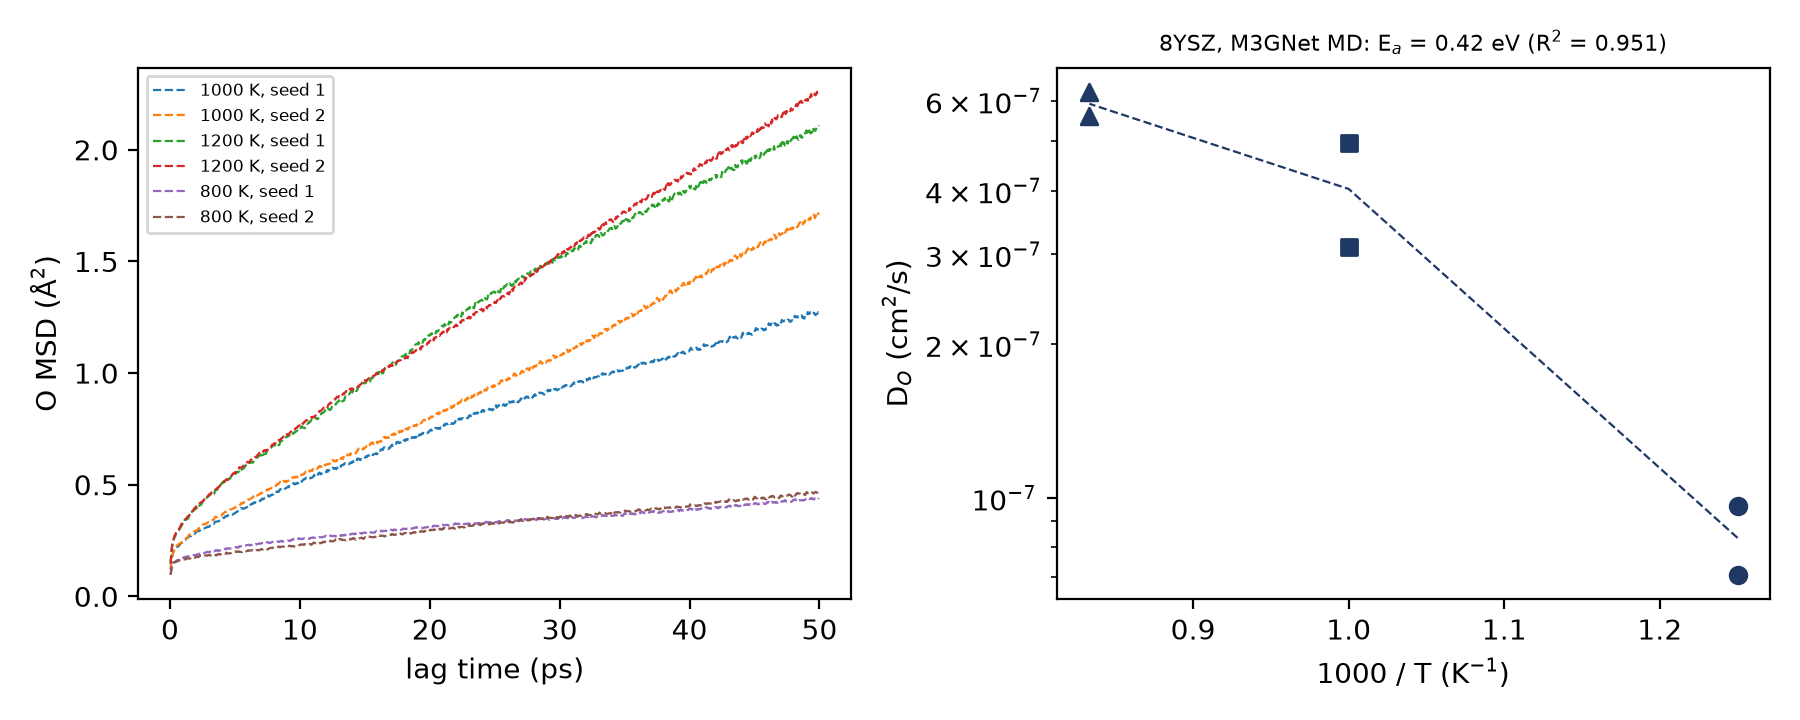 1000 K, seed 1
1000 K, seed 2
1200 K, seed 1
1200 K, seed 2
800 K, seed 1
800 K, seed 2
O MSD (Å²)
2.0
1.5
1.0
0.5
0.0
0 10 20 30 40 50
lag time (ps)
8YSZ, M3GNet MD: Eₐ = 0.42 eV (R² = 0.951)
D_O (cm²/s)
6 × 10⁻⁷
4 × 10⁻⁷
3 × 10⁻⁷
2 × 10⁻⁷
10⁻⁷
0.9 1.0 1.1 1.2
1000 / T (K⁻¹)